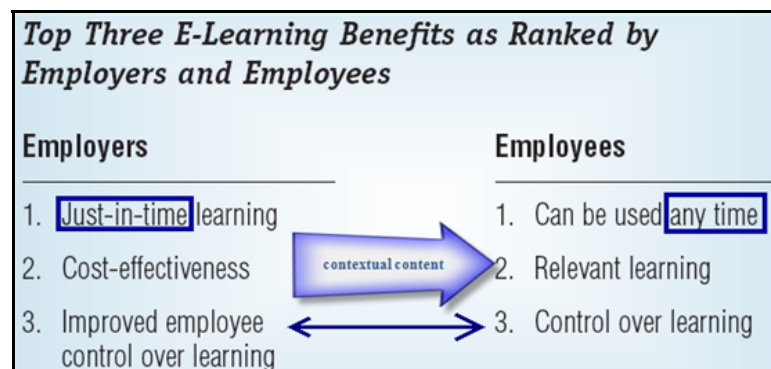 Top Three E-Learning Benefits as Ranked by
Employers and Employees
Employers
1. Just-in-time learning
2. Cost-effectiveness
3. Improved employee
control over learning
contextual content
Employees
1. Can be used any time
2. Relevant learning
3. Control over learning